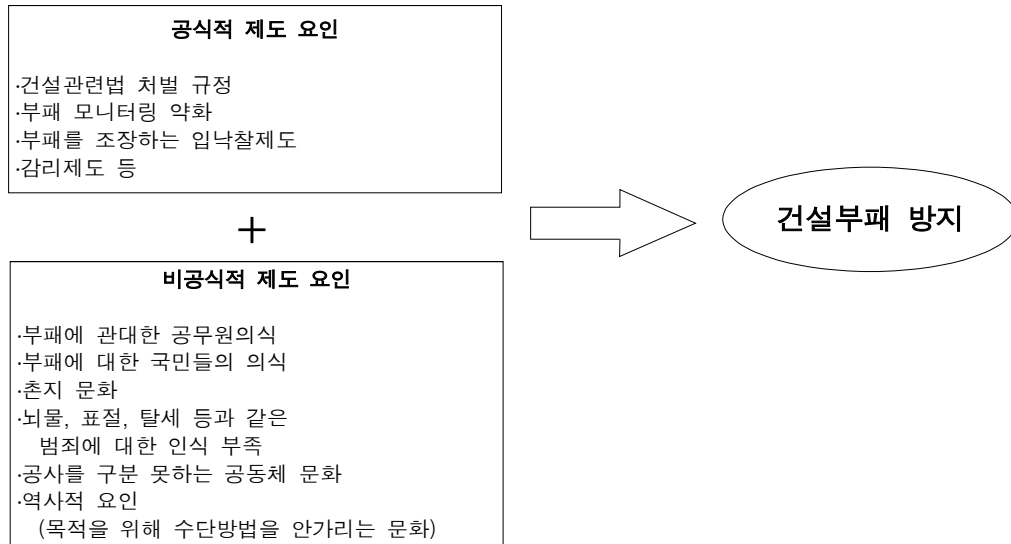 공식적 제도 요인
·건설관련법 처벌 규정
·부패 모니터링 약화
·부패를 조장하는 입낙찰제도
·감리제도 등
+
비공식적 제도 요인
·부패에 관대한 공무원의식
·부패에 대한 국민들의 의식
·촌지 문화
·뇌물, 표절, 탈세 등과 같은
범죄에 대한 인식 부족
·공사를 구분 못하는 공동체 문화
·역사적 요인
(목적을 위해 수단방법을 안가리는 문화)
건설부패 방지